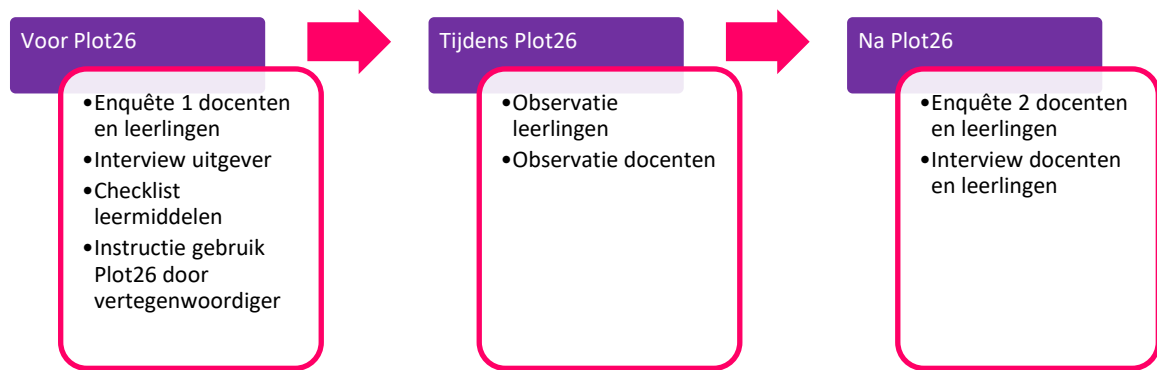 Voor Plot26
•Enquête 1 docenten
en leerlingen
•Interview uitgever
•Checklist
leermiddelen
•Instructie gebruik
Plot26 door
vertegenwoordiger
Tijdens Plot26
•Observatie
leerlingen
•Observatie docenten
Na Plot26
•Enquête 2 docenten
en leerlingen
•Interview docenten
en leerlingen